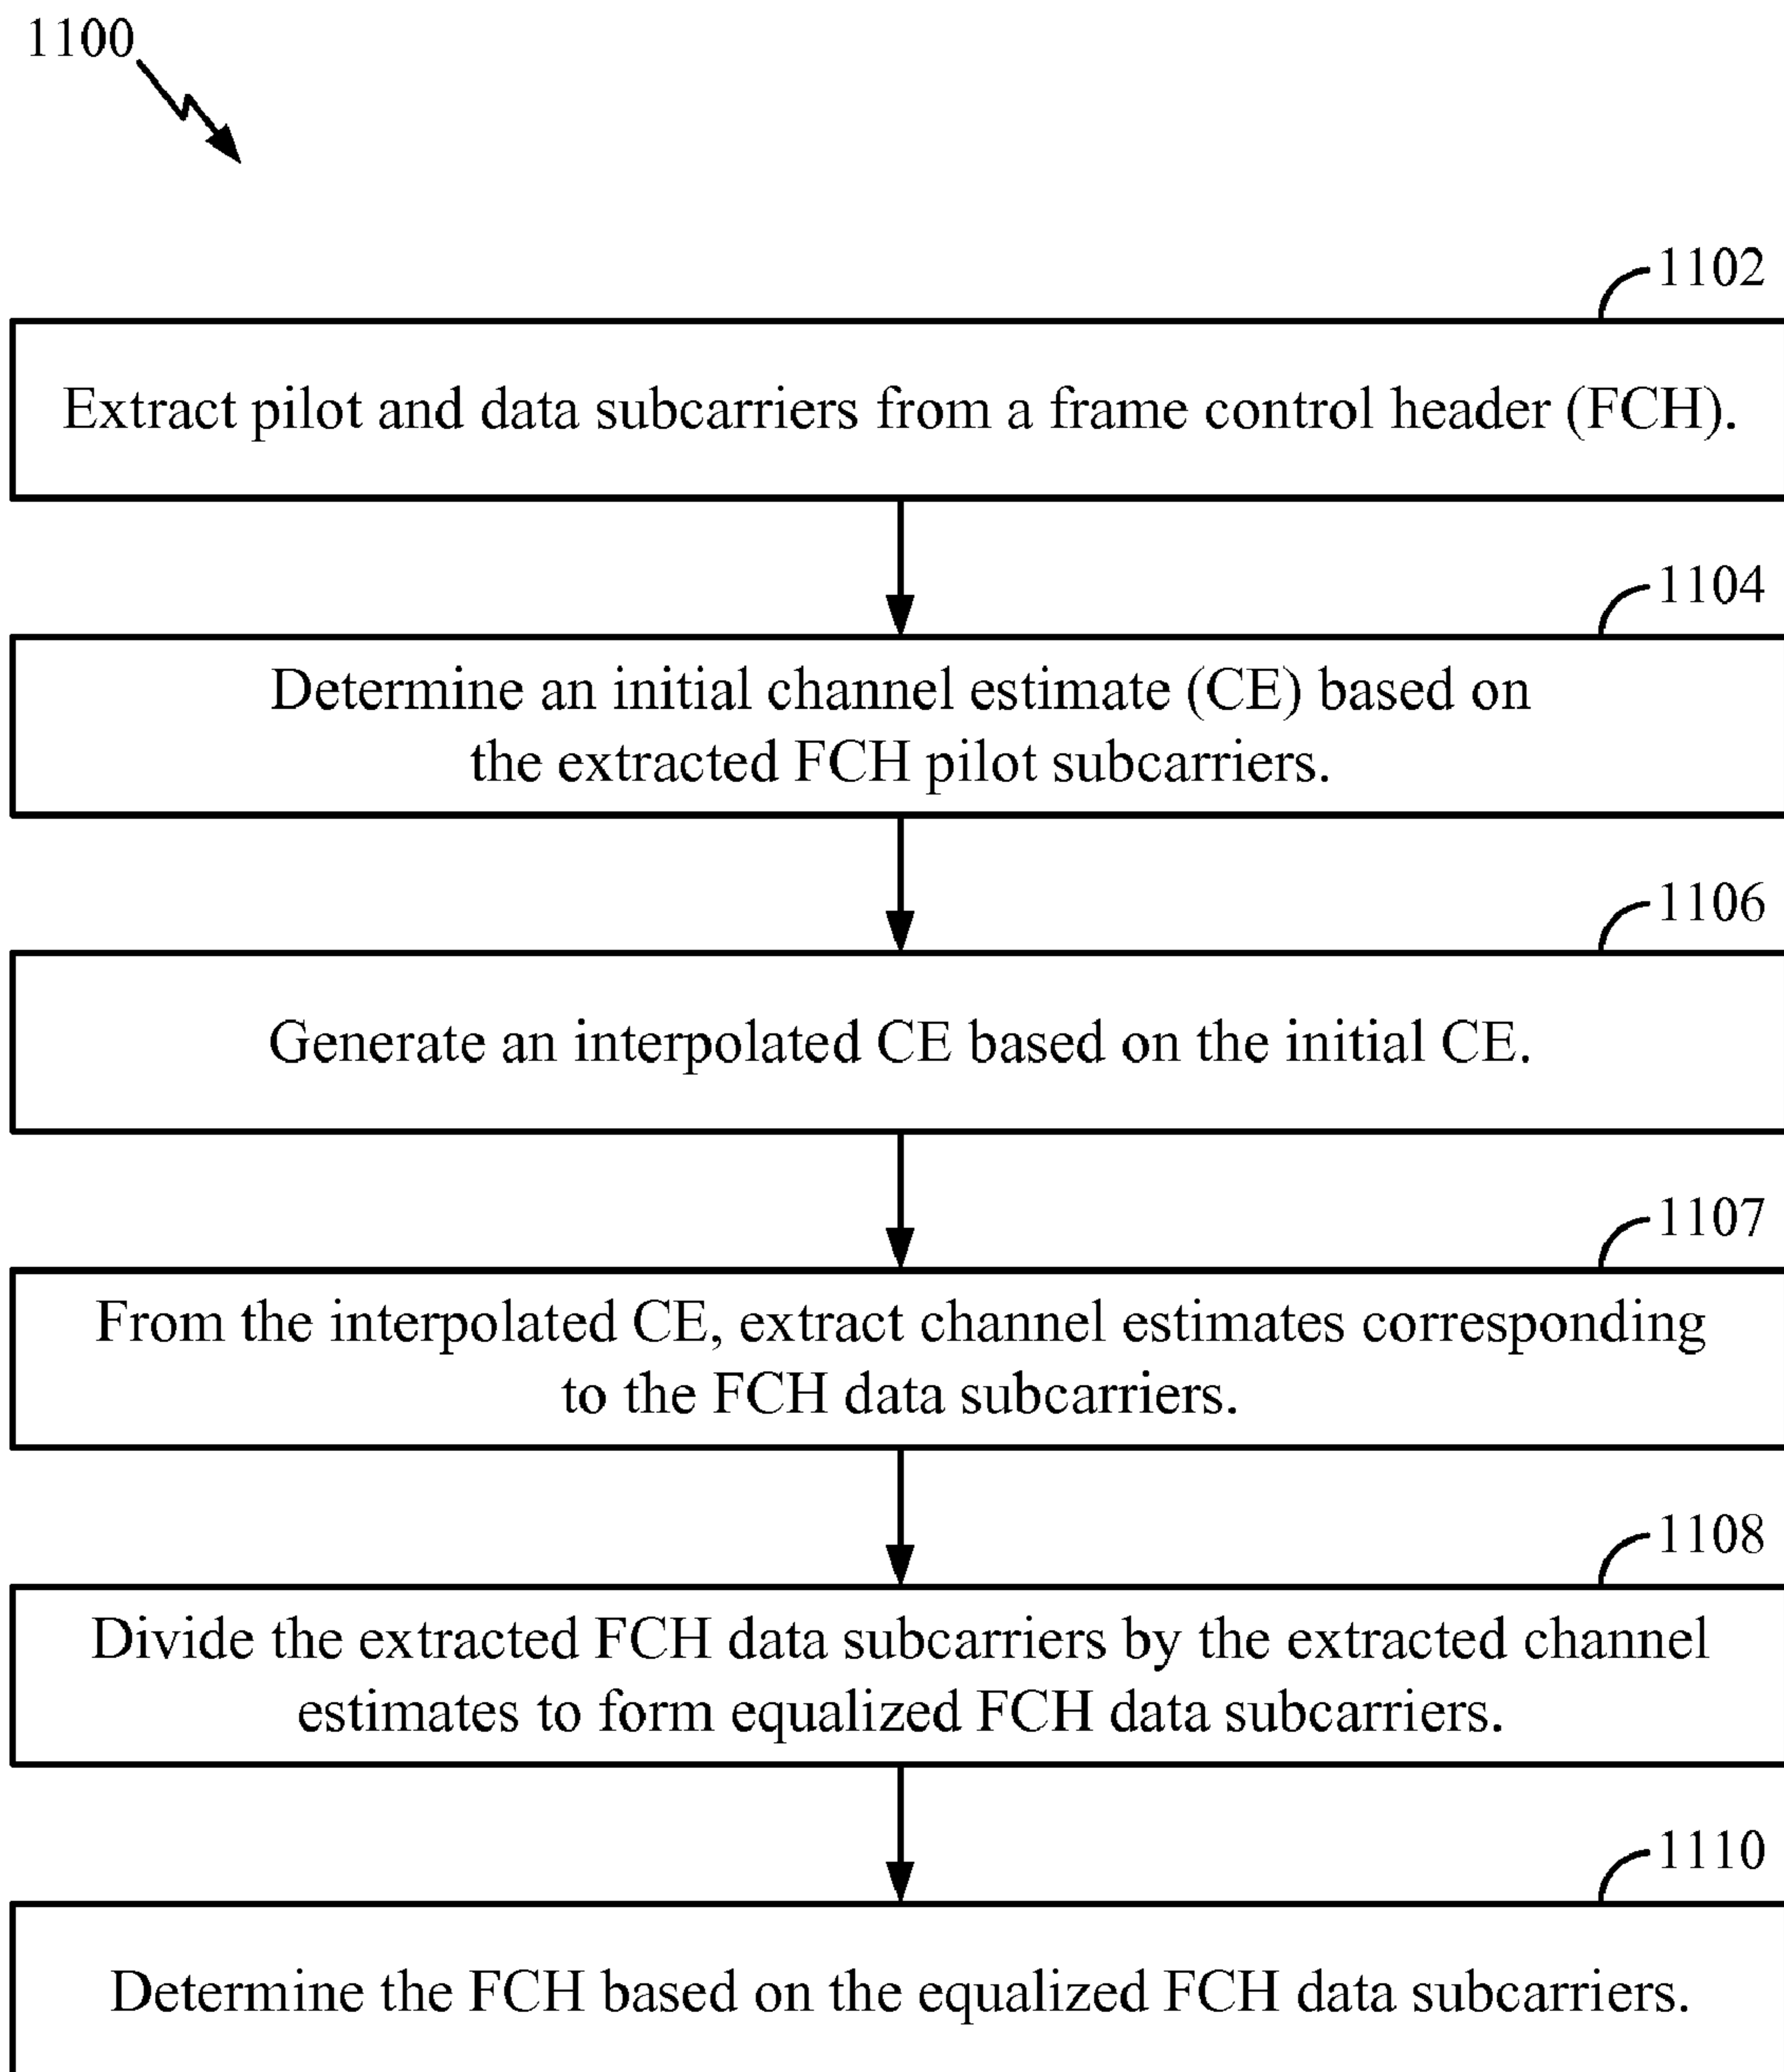 1100
1102
Extract pilot and data subcarriers from a frame control header (FCH).
1104
Determine an initial channel estimate (CE) based on
the extracted FCH pilot subcarriers.
1106
Generate an interpolated CE based on the initial CE.
1107
From the interpolated CE, extract channel estimates corresponding
to the FCH data subcarriers.
1108
Divide the extracted FCH data subcarriers by the extracted channel
estimates to form equalized FCH data subcarriers.
1110
Determine the FCH based on the equalized FCH data subcarriers.